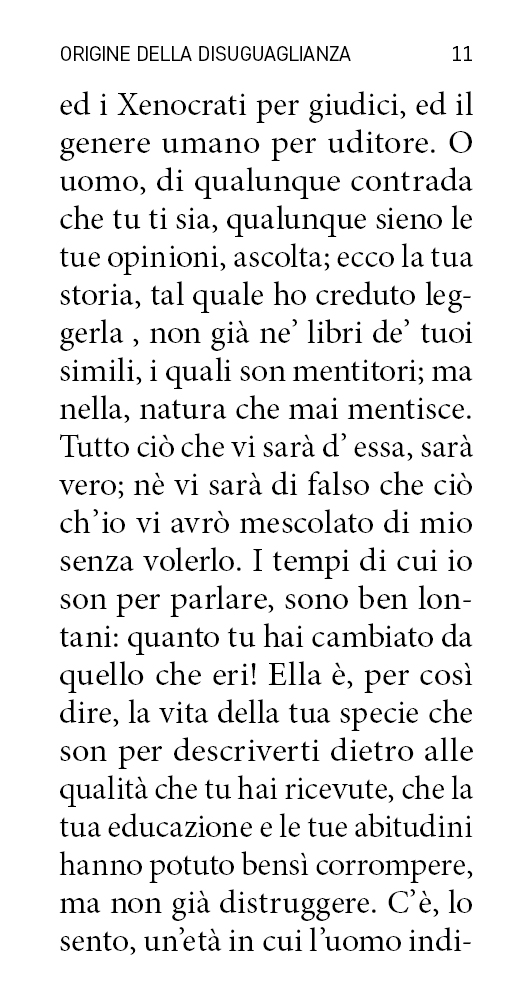 ORIGINE DELLA DISUGUAGLIANZA 11
ed i Xenocrati per giudici, ed il
genere umano per uditore. O
uomo, di qualunque contrada
che tu ti sia, qualunque sieno le
tue opinioni, ascolta; ecco la tua
storia, tal quale ho creduto leg-
gerla , non già ne’ libri de’ tuoi
simili, i quali son mentitori; ma
nella, natura che mai mentisce.
Tutto ciò che vi sarà d’ essa, sarà
vero; nè vi sarà di falso che ciò
ch’io vi avrò mescolato di mio
senza volerlo. I tempi di cui io
son per parlare, sono ben lon-
tani: quanto tu hai cambiato da
quello che eri! Ella è, per così
dire, la vita della tua specie che
son per descriverti dietro alle
qualità che tu hai ricevute, che la
tua educazione e le tue abitudini
hanno potuto bensì corrompere,
ma non già distruggere. C’è, lo
sento, un’età in cui l’uomo indi-